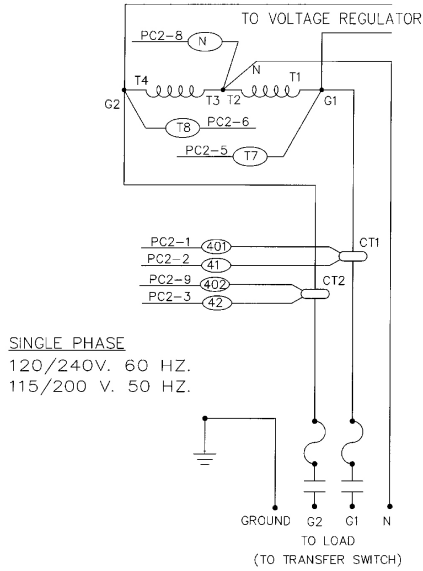 TO VOLTAGE REGULATOR
PC2-8 N
N
T4 T3 T2 T1
G2 G1
T8 PC2-6
PC2-5 T7
PC2-1 401 CT1
PC2-2 41
PC2-9 402 CT2
PC2-3 42
SINGLE PHASE
120/240V. 60 HZ.
115/200 V. 50 HZ.
GROUND G2 G1 N
TO LOAD
(TO TRANSFER SWITCH)